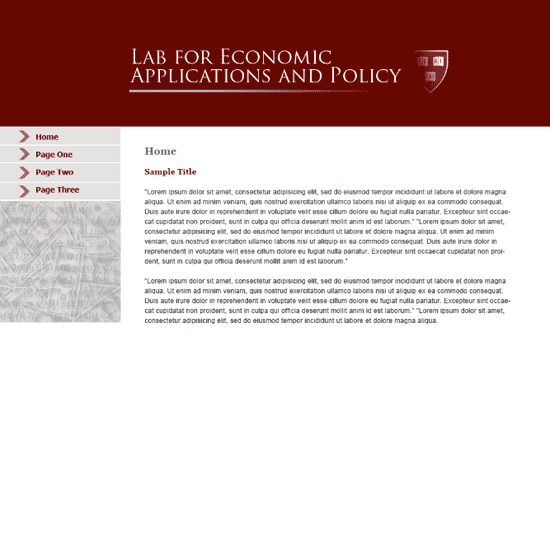 LAB FOR ECONOMIC
APPLICATIONS AND POLICY
Home
Page One
Page Two
Page Three
Home
Sample Title
"Lorem ipsum dolor sit amet, consectetur adipisicing elit, sed do eiusmod tempor incididunt ut labore et dolore magna
aliqua. Ut enim ad minim veniam, quis nostrud exercitation ullamco laboris nisi ut aliquip ex ea commodo consequat.
Duis aute irure dolor in reprehenderit in voluptate velit esse cillum dolore eu fugiat nulla pariatur. Excepteur sint occae-
cat cupidatat non proident, sunt in culpa qui officia deserunt mollit anim id est laborum." "Lorem ipsum dolor sit amet,
consectetur adipisicing elit, sed do eiusmod tempor incididunt ut labore et dolore magna aliqua. Ut enim ad minim
veniam, quis nostrud exercitation ullamco laboris nisi ut aliquip ex ea commodo consequat. Duis aute irure dolor in
reprehenderit in voluptate velit esse cillum dolore eu fugiat nulla pariatur. Excepteur sint occaecat cupidatat non proi-
dent, sunt in culpa qui officia deserunt mollit anim id est laborum."
"Lorem ipsum dolor sit amet, consectetur adipisicing elit, sed do eiusmod tempor incididunt ut labore et dolore magna
aliqua. Ut enim ad minim veniam, quis nostrud exercitation ullamco laboris nisi ut aliquip ex ea commodo consequat.
Duis aute irure dolor in reprehenderit in voluptate velit esse cillum dolore eu fugiat nulla pariatur. Excepteur sint occae-
cat cupidatat non proident, sunt in culpa qui officia deserunt mollit anim id est laborum." "Lorem ipsum dolor sit amet,
consectetur adipisicing elit, sed do eiusmod tempor incididunt ut labore et dolore magna aliqua.